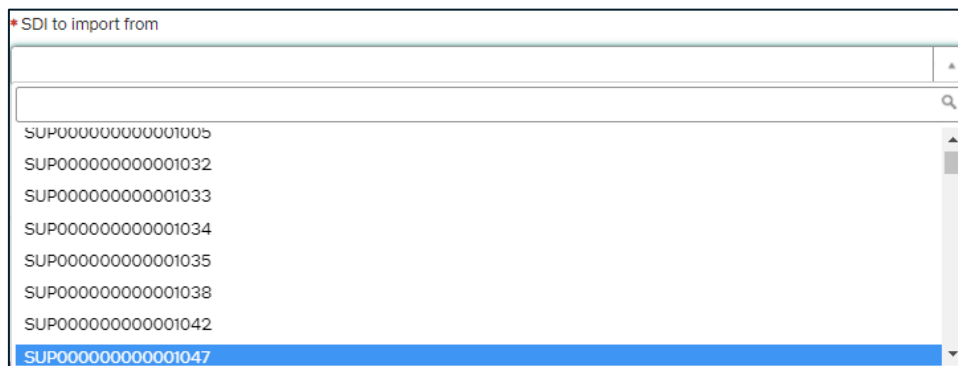 * SDI to import from
SUP000000000001005
SUP000000000001032
SUP000000000001033
SUP000000000001034
SUP000000000001035
SUP000000000001038
SUP000000000001042
SUP000000000001047